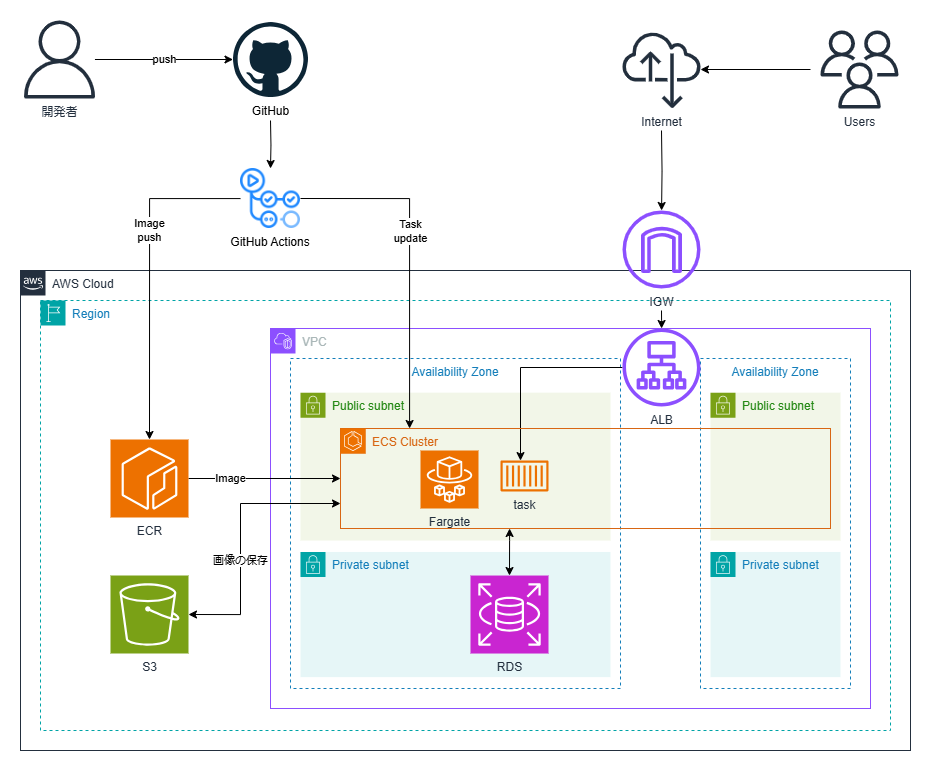 push
開発者
GitHub
Internet
Users
Image
push
Task
update
GitHub Actions
aws
AWS Cloud
IGW
Region
VPC
Availability Zone
Availability Zone
Public subnet
Public subnet
ALB
ECS Cluster
Image
task
Fargate
ECR
画像の保存
Private subnet
Private subnet
S3
RDS